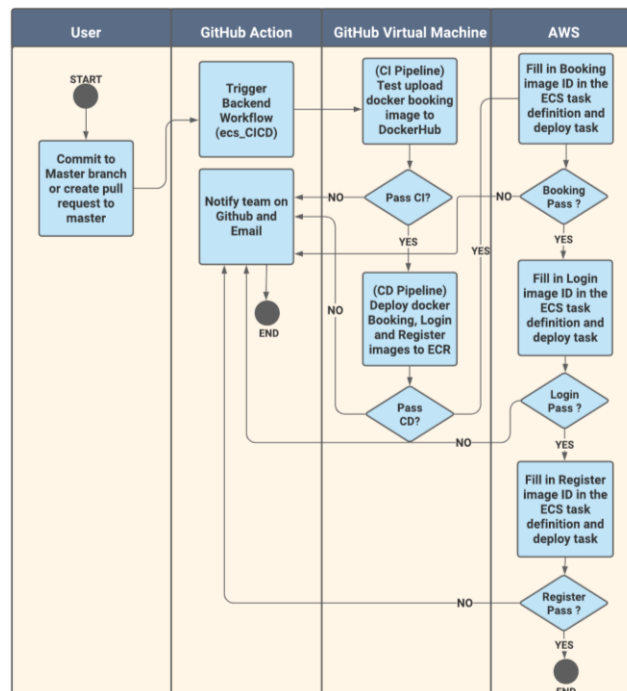 User
GitHub Action
GitHub Virtual Machine
AWS
START
Commit to
Master branch
or create pull
request to
master
Trigger
Backend
Workflow
(ecs_CICD)
(CI Pipeline)
Test upload
docker booking
image to
DockerHub
Fill in Booking
image ID in the
ECS task
definition and
deploy task
Notify team on
Github and
Email
NO
Pass CI?
NO
Booking
Pass ?
YES
YES
YES
END
NO
(CD Pipeline)
Deploy docker
Booking, Login
and Register
images to ECR
Fill in Login
image ID in the
ECS task
definition and
deploy task
Pass
CD?
Login
Pass ?
NO
YES
Fill in Register
image ID in the
ECS task
definition and
deploy task
NO
Register
Pass ?
YES
END